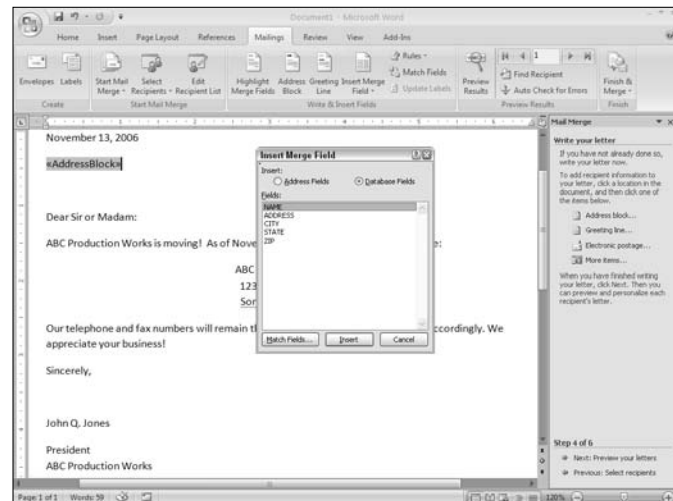 Document1 - Microsoft Word
Home Insert Page Layout References Mailings Review View Add-Ins
Envelopes Labels
Start Mail Merge Select Recipients Edit Recipient List
Highlight Merge Fields Address Block Greeting Line Insert Merge Field
Rules
Match Fields
Update Labels
Preview Results
1
Find Recipient
Auto Check for Errors
Finish & Merge
Create Start Mail Merge Write & Insert Fields Preview Results Finish
November 13, 2006
«AddressBlock»
Dear Sir or Madam:
ABC Production Works is moving! As of Nove
e:
ABC
123
Our telephone and fax numbers will remain th
ccordingly. We
appreciate your business!
Sincerely,
John Q. Jones
President
ABC Production Works
Insert Merge Field
Insert:
Address Fields Database Fields
Fields:
NAME
ADDRESS
CITY
STATE
ZIP
Match Fields... Insert Cancel
Mail Merge
Write your letter
If you have not already done so,
write your letter now.
To add recipient information to
your letter, click a location in the
document, and then click one of
the items below.
Address block...
Greeting line...
Electronic postage...
More items...
When you have finished writing
your letter, click Next. Then you
can preview and personalize each
recipient's letter.
Step 4 of 6
Next: Preview your letters
Previous: Select recipients
Page: 1 of 1 Words: 59
120%